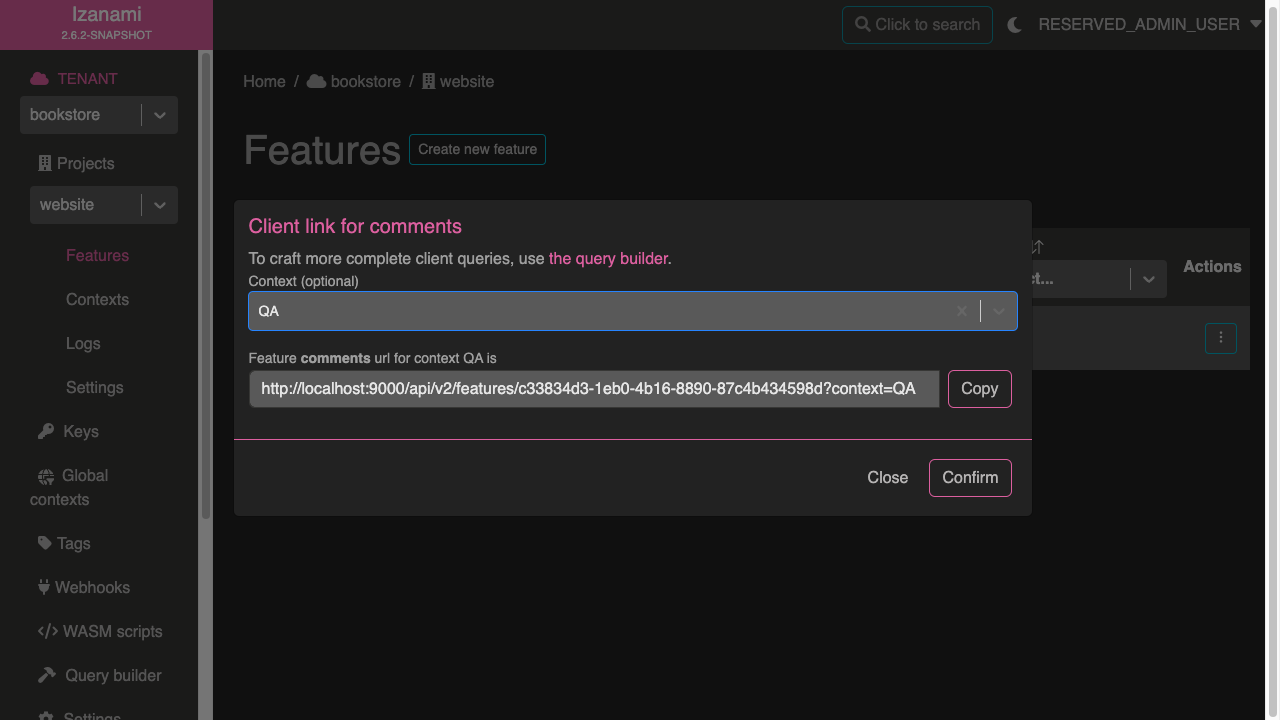 Izanami
2.6.2-SNAPSHOT
Click to search
RESERVED_ADMIN_USER
TENANT
bookstore
Projects
website
Features
Contexts
Logs
Settings
Keys
Global
contexts
Tags
Webhooks
WASM scripts
Query builder
Settings
Home / bookstore / website
Features
Create new feature
Client link for comments
To craft more complete client queries, use the query builder.
Context (optional)
QA
Feature comments url for context QA is
http://localhost:9000/api/v2/features/c33834d3-1eb0-4b16-8890-87c4b434598d?context=QA
Copy
Close
Confirm
Actions